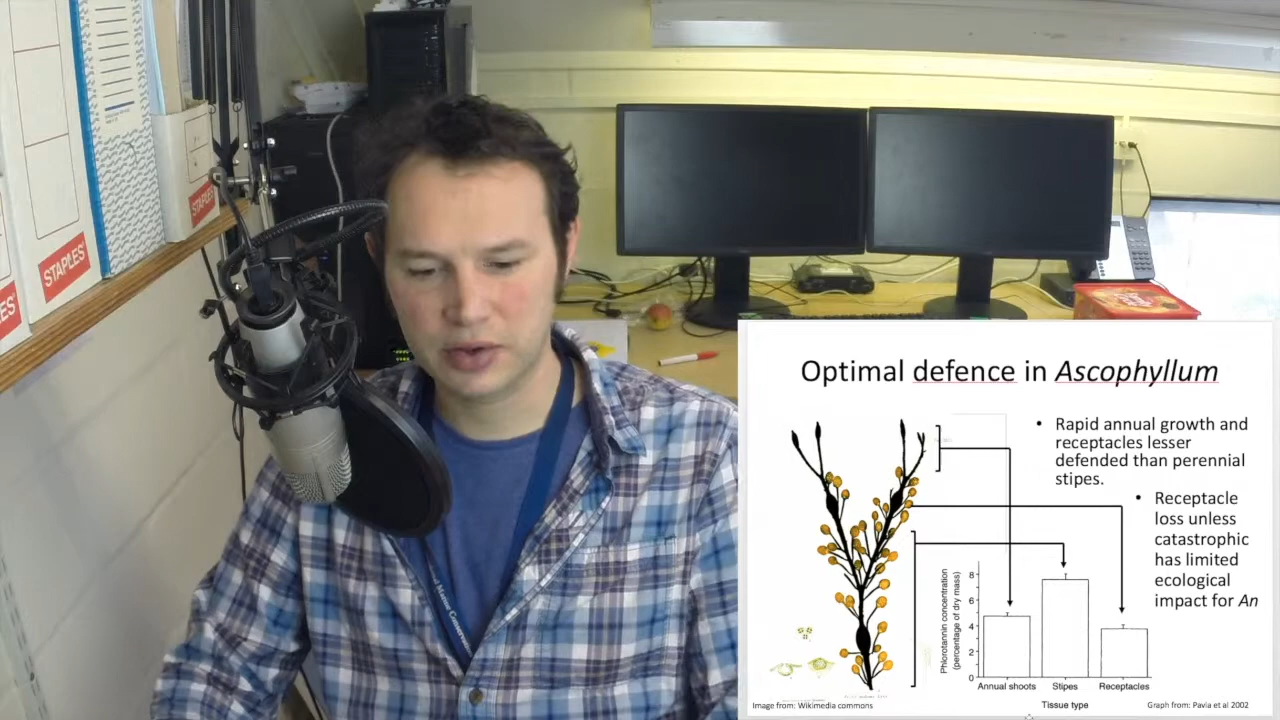 STAPLES
STAPLES
Optimal defence in Ascophyllum
• Rapid annual growth and
receptacles lesser
defended than perennial
stipes.
• Receptacle
loss unless
catastrophic
has limited
ecological
impact for An
Phlorotannin concentration
(percentage of dry mass)
8
6
4
2
0
Annual shoots
Stipes
Receptacles
Tissue type
Image from: Wikimedia commons
Graph from: Pavia et al 2002